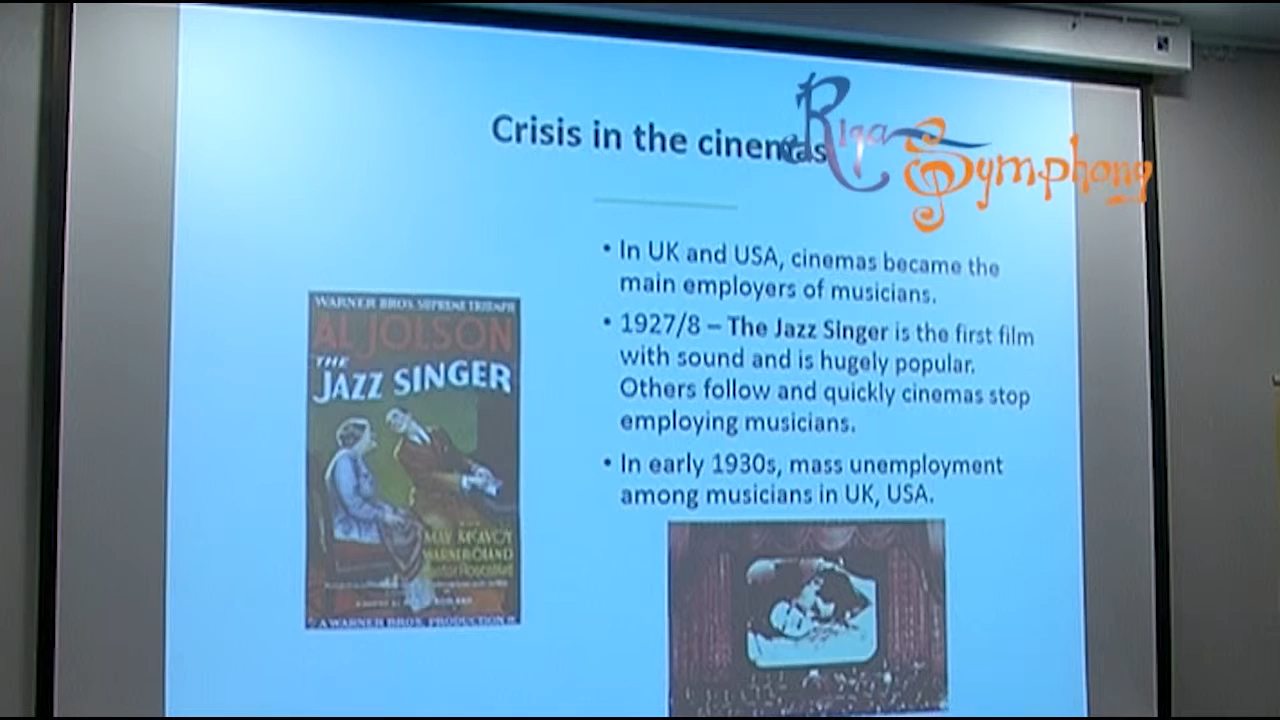 Crisis in the cinemas
Riga
Symphony
• In UK and USA, cinemas became the
main employers of musicians.
• 1927/8 – The Jazz Singer is the first film
with sound and is hugely popular.
Others follow and quickly cinemas stop
employing musicians.
• In early 1930s, mass unemployment
among musicians in UK, USA.
WARNER BROS. SUPREME TRIUMPH
AL JOLSON
THE
JAZZ SINGER
MAY McAVOY
WARNER OLAND
A WARNER BROS. PRODUCTION